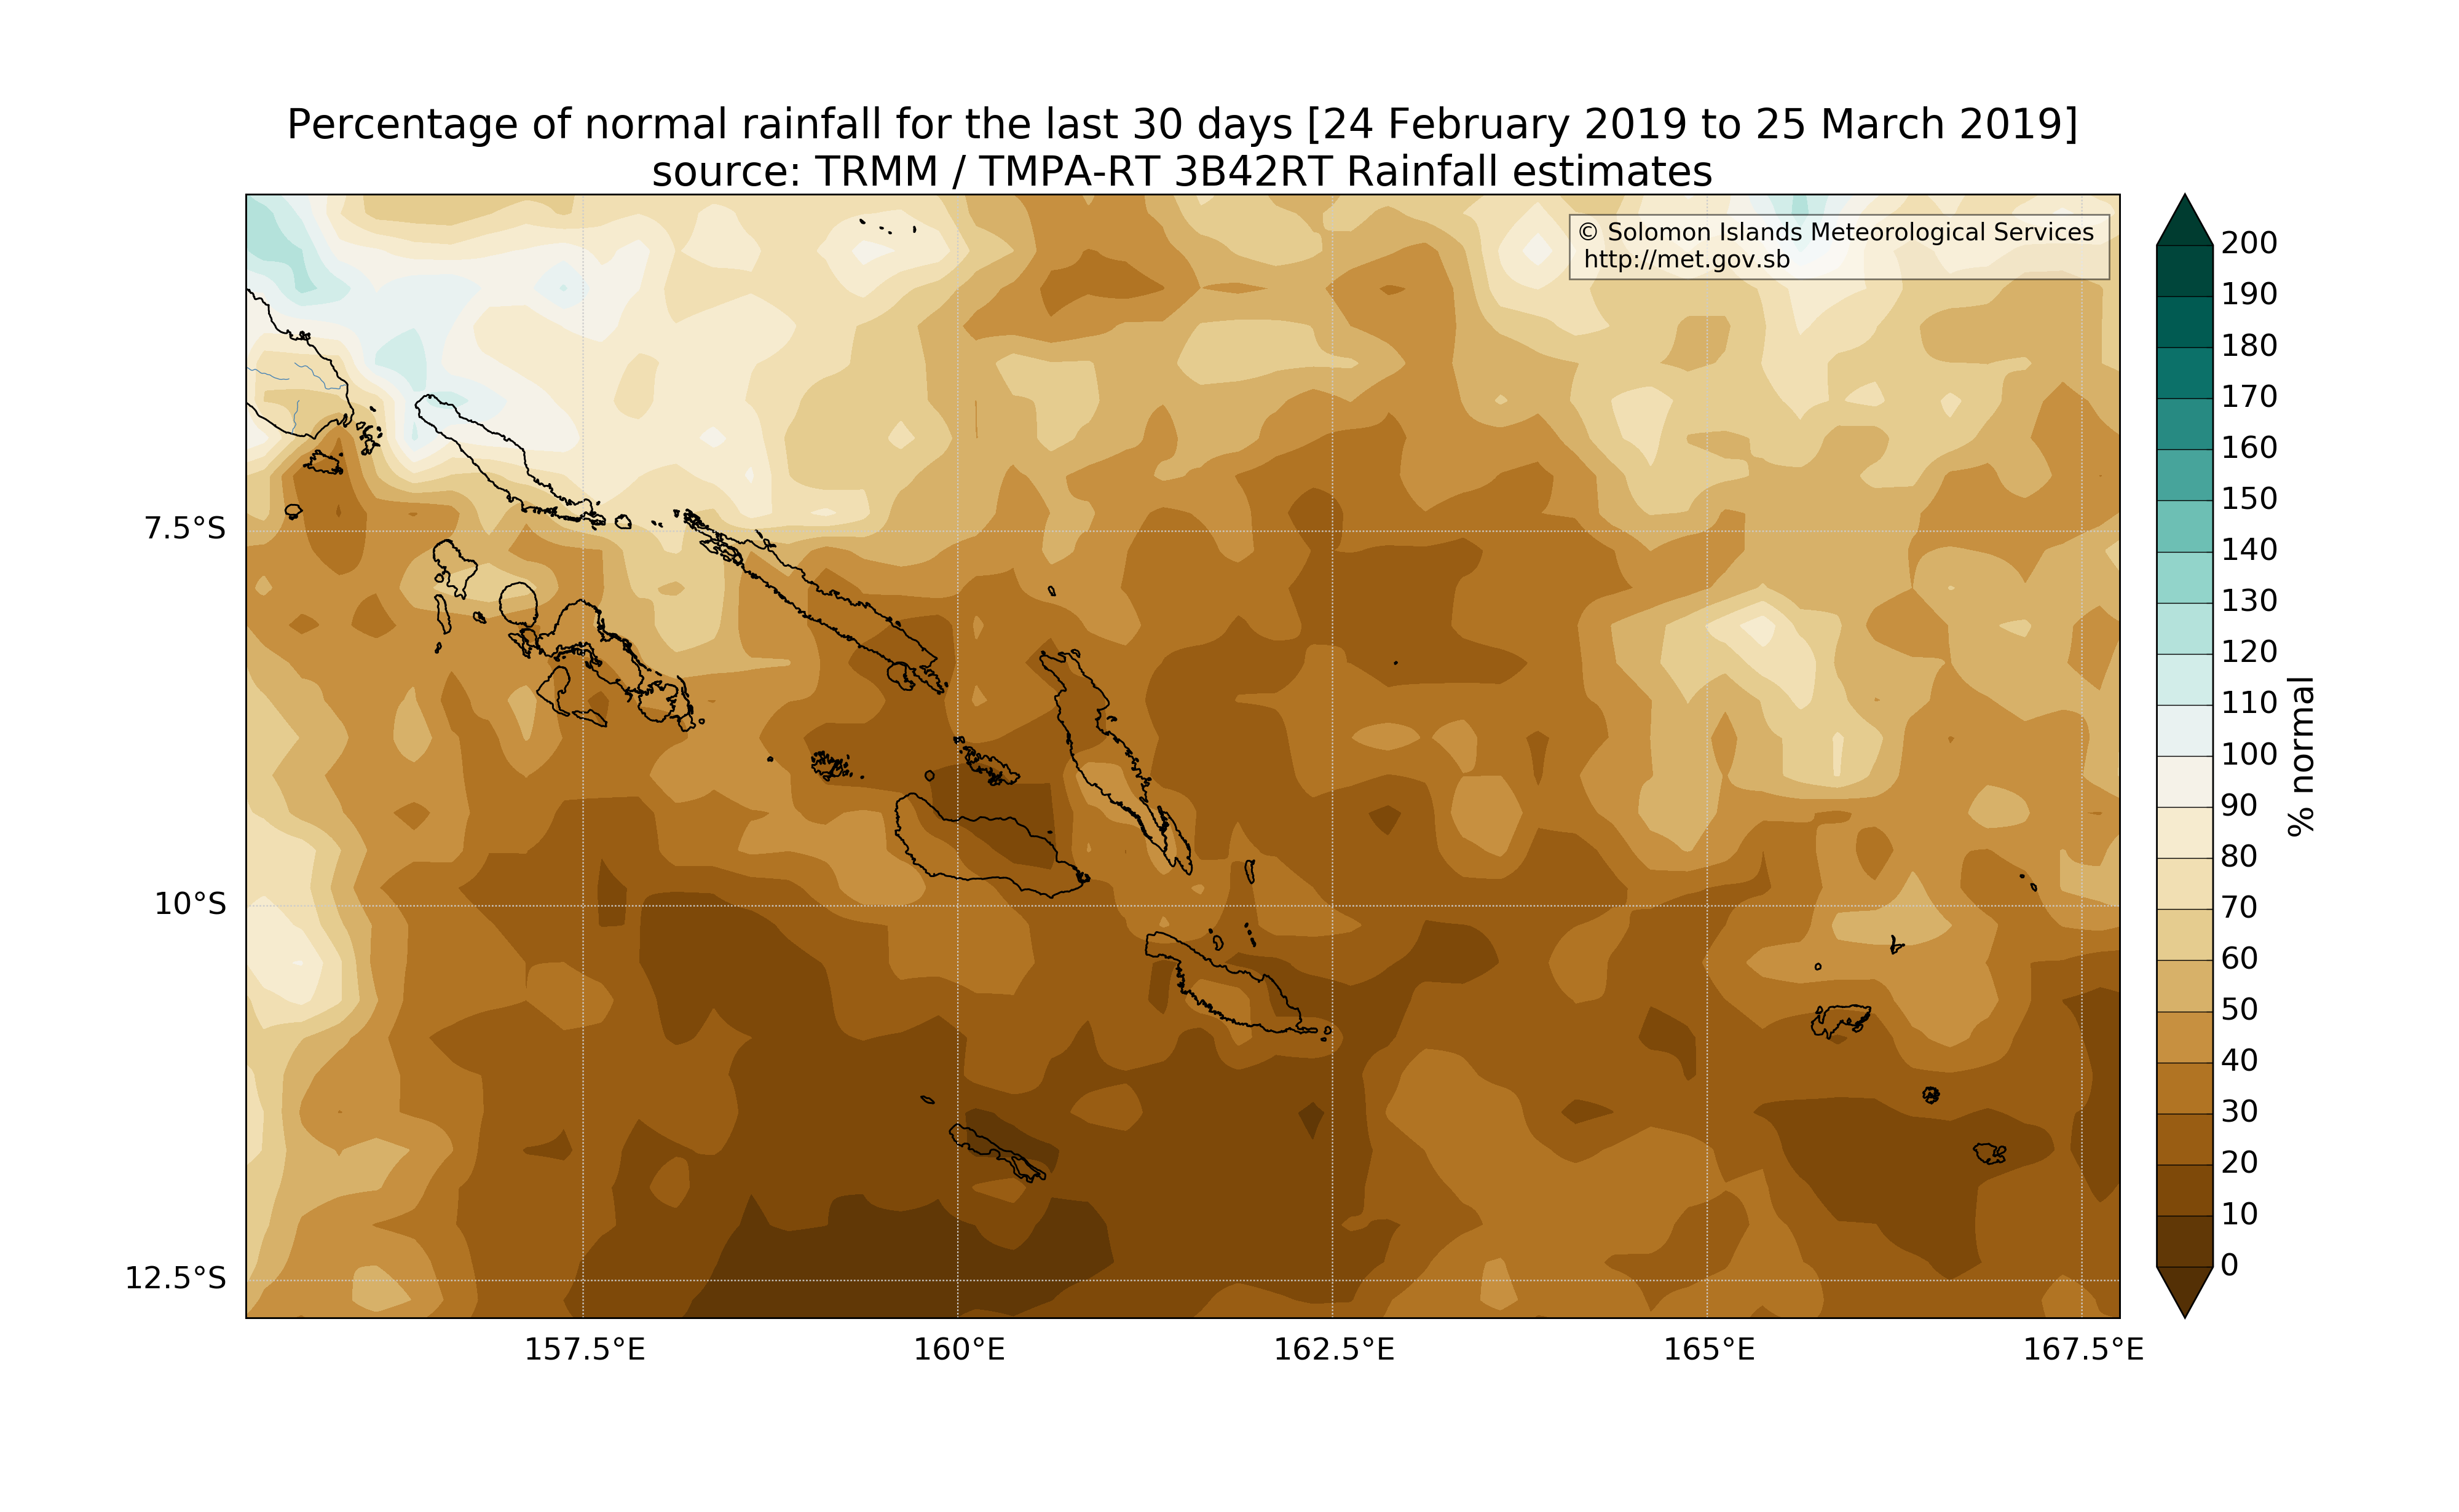 Percentage of normal rainfall for the last 30 days [24 February 2019 to 25 March 2019]
source: TRMM / TMPA-RT 3B42RT Rainfall estimates
© Solomon Islands Meteorological Services
http://met.gov.sb
7.5°S
10°S
12.5°S
157.5°E
160°E
162.5°E
165°E
167.5°E
200
190
180
170
160
150
140
130
120
110
100
90
80
70
60
50
40
30
20
10
0
% normal